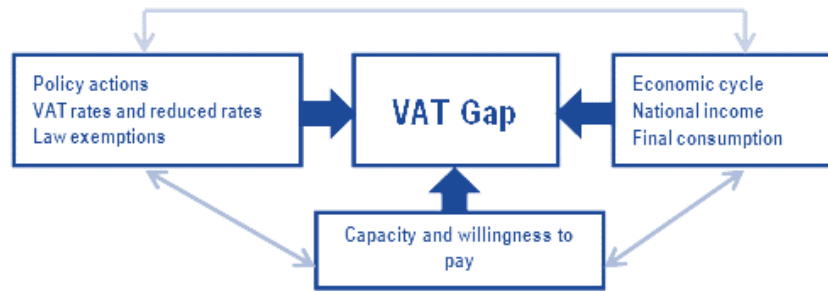 Policy actions
VAT rates and reduced rates
Law exemptions
VAT Gap
Economic cycle
National income
Final consumption
Capacity and willingness to
pay